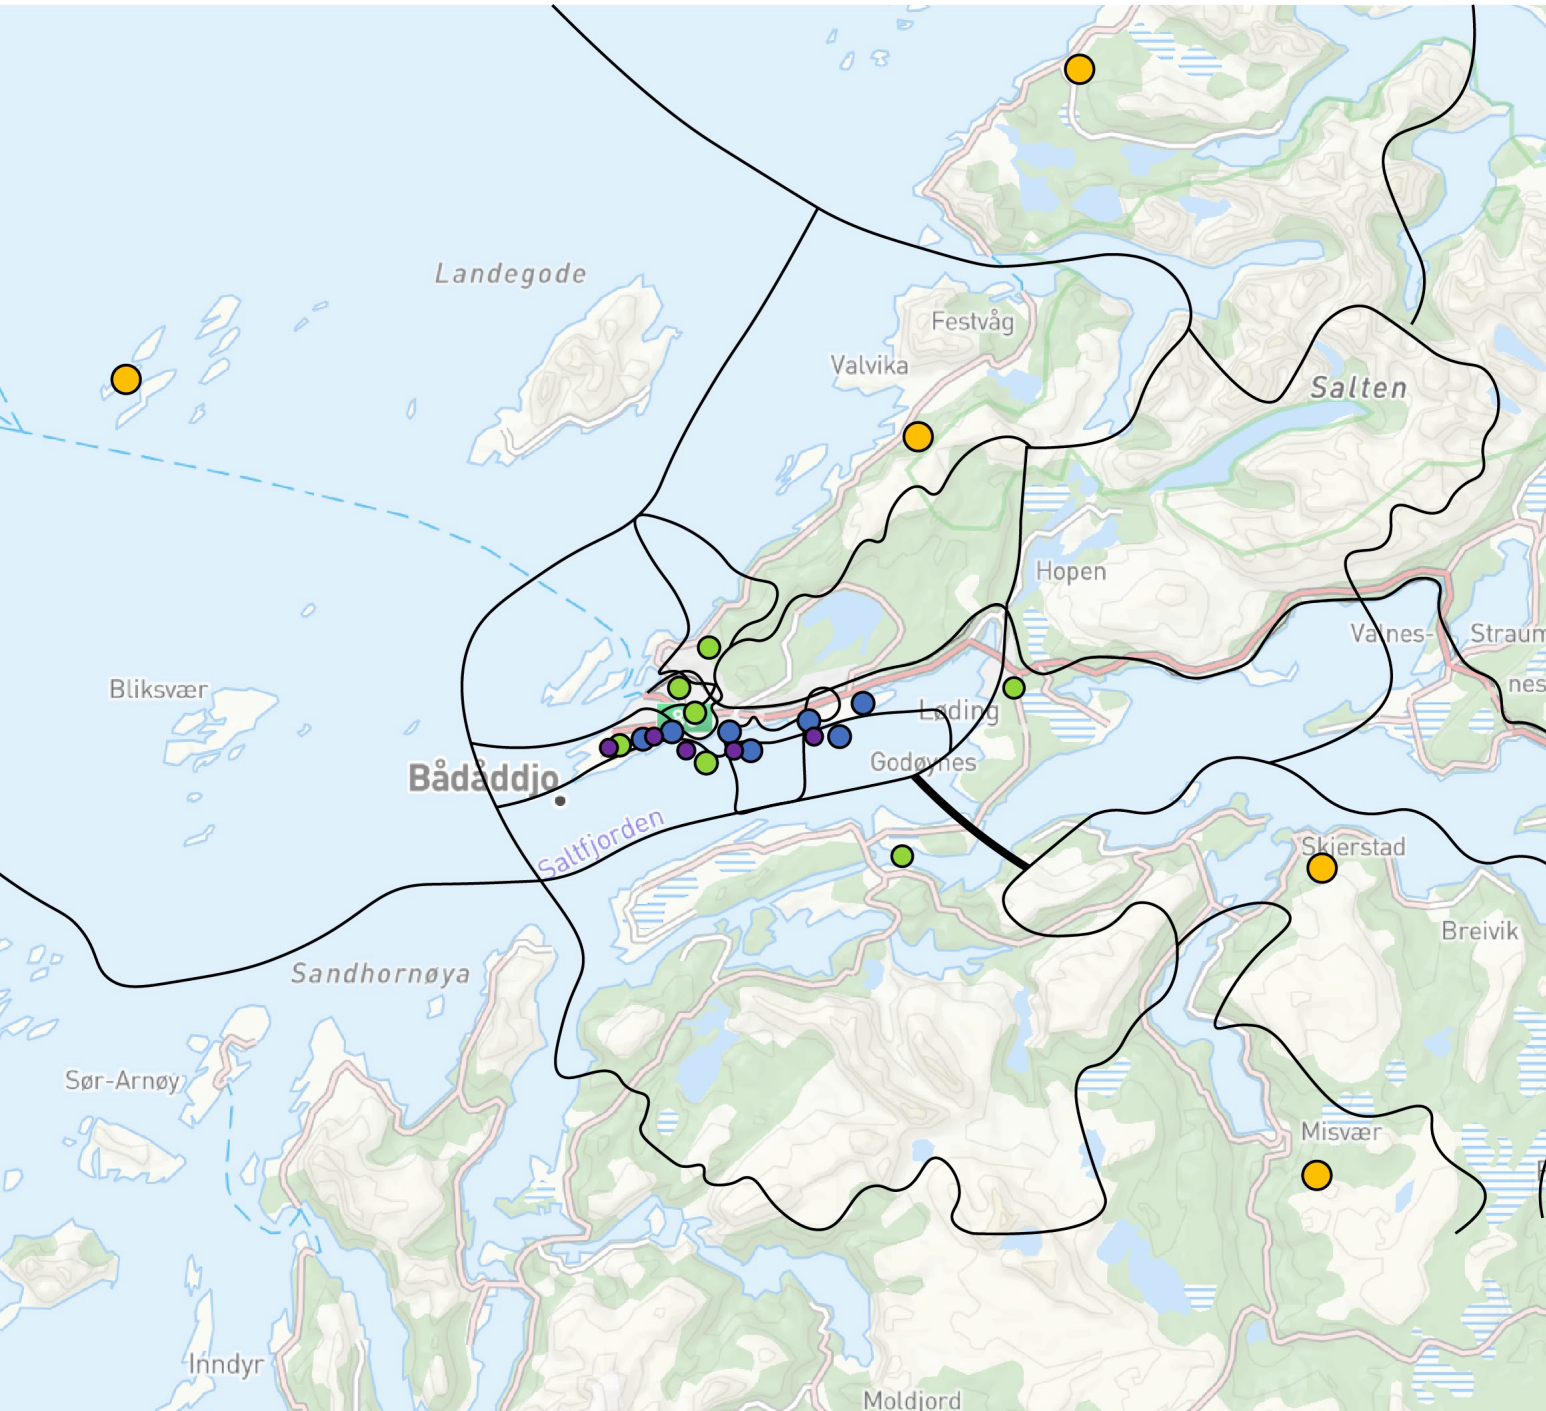 Landegode
Festvåg
Valvika
Salten
Hopen
Valnes-
Straum
nes
Bliksvær
Løding
Godøynes
Bådåddjo
Saltfjorden
Skjerstad
Breivik
Sandhornøya
Sør-Arnøy
Misvær
Inndyr
Moldjord